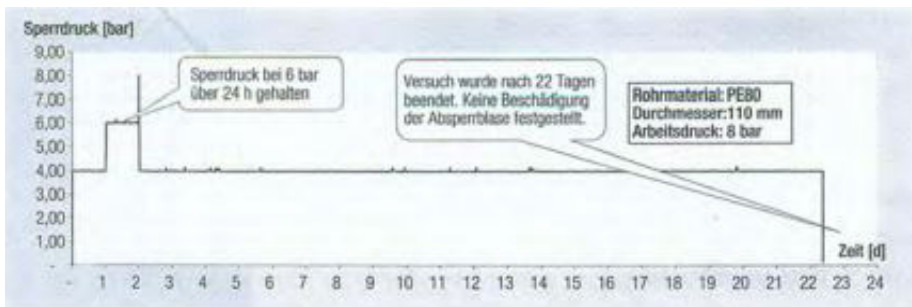 Sperrdruck [bar]
9,00
8,00
7,00
6,00
5,00
4,00
3,00
2,00
1,00
-
Sperrdruck bei 6 bar
über 24 h gehalten
Versuch wurde nach 22 Tagen
beendet. Keine Beschädigung
der Absperrblase festgestellt.
Rohrmaterial: PE80
Durchmesser:110 mm
Arbeitsdruck: 8 bar
Zeit [d]
- 1 2 3 4 5 6 7 8 9 10 11 12 13 14 15 16 17 18 19 20 21 22 23 24